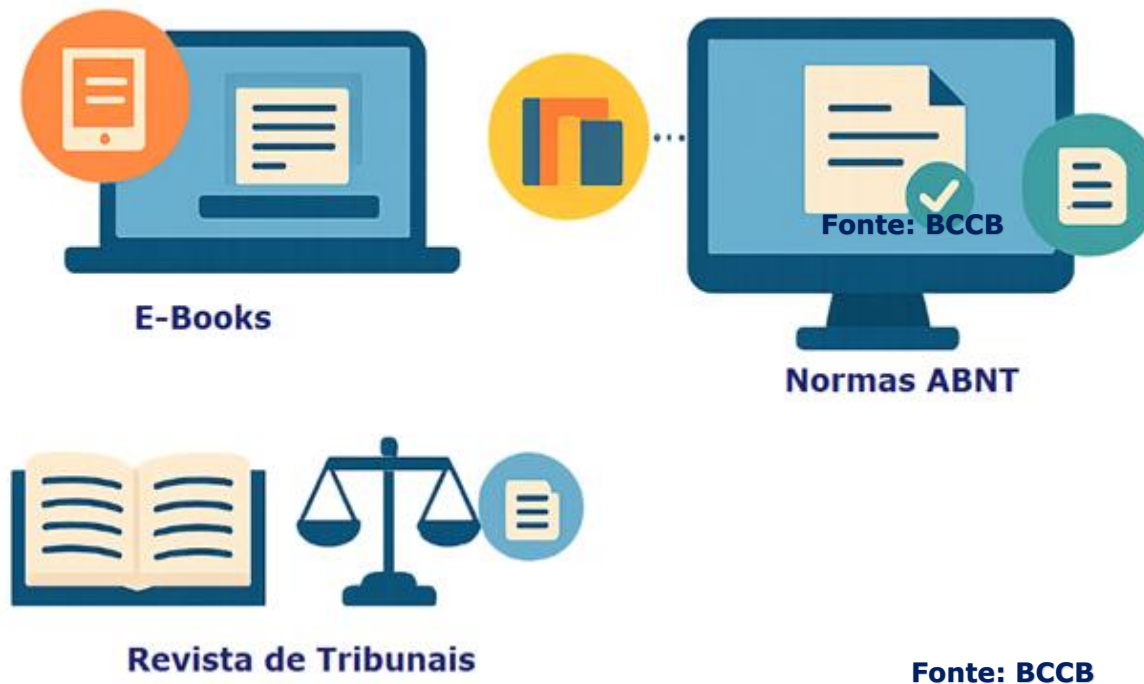 Fonte: BCCB
E-Books
Normas ABNT
Revista de Tribunais
Fonte: BCCB